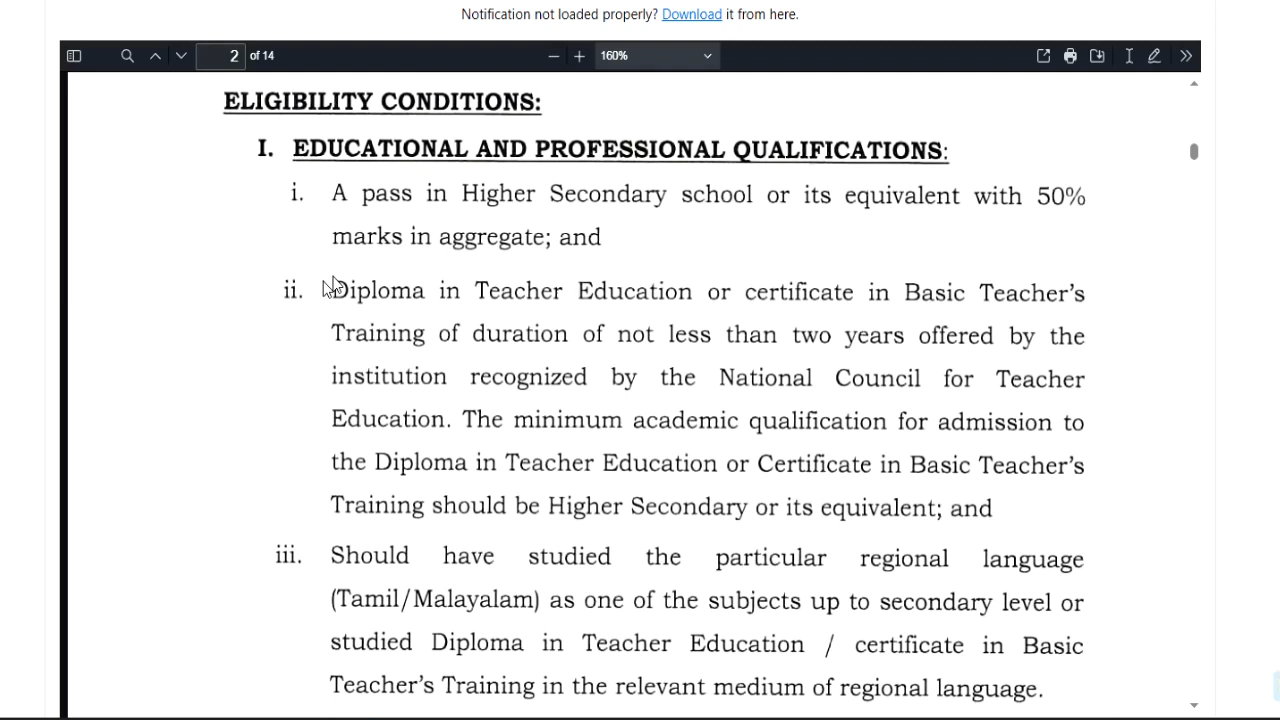 Notification not loaded properly? Download it from here.
2 of 14
160%
ELIGIBILITY CONDITIONS:
I. EDUCATIONAL AND PROFESSIONAL QUALIFICATIONS:
i. A pass in Higher Secondary school or its equivalent with 50%
marks in aggregate; and
ii. Diploma in Teacher Education or certificate in Basic Teacher's
Training of duration of not less than two years offered by the
institution recognized by the National Council for Teacher
Education. The minimum academic qualification for admission to
the Diploma in Teacher Education or Certificate in Basic Teacher's
Training should be Higher Secondary or its equivalent; and
iii. Should have studied the particular regional language
(Tamil/Malayalam) as one of the subjects up to secondary level or
studied Diploma in Teacher Education / certificate in Basic
Teacher's Training in the relevant medium of regional language.